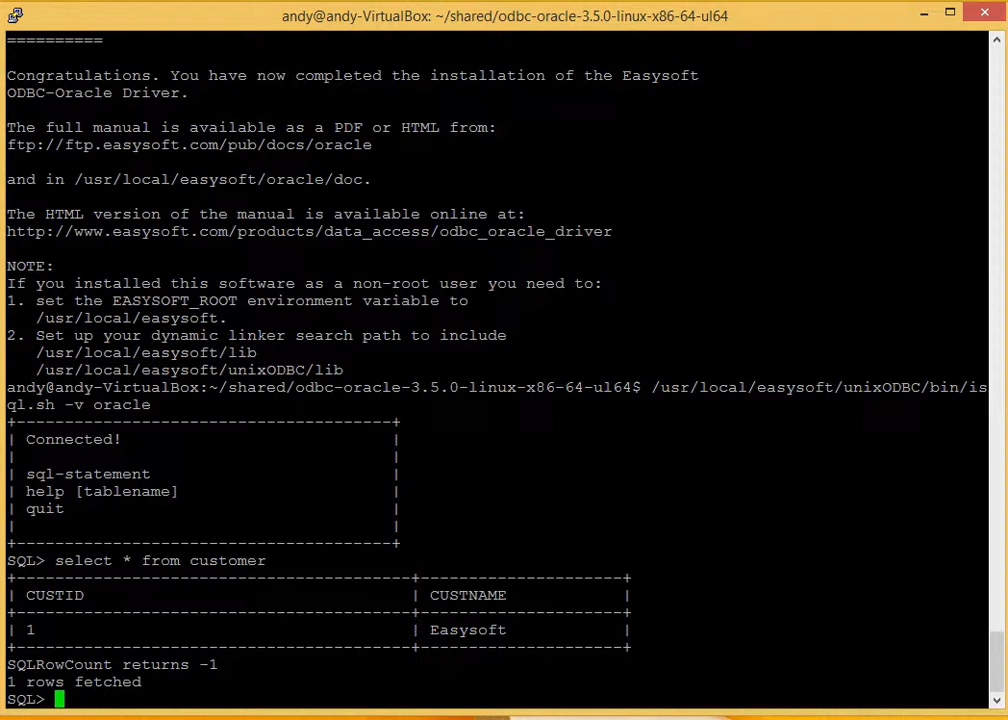 andy@andy-VirtualBox: ~/shared/odbc-oracle-3.5.0-linux-x86-64-ul64
==========
Congratulations. You have now completed the installation of the Easysoft
ODBC-Oracle Driver.
The full manual is available as a PDF or HTML from:
ftp://ftp.easysoft.com/pub/docs/oracle
and in /usr/local/easysoft/oracle/doc.
The HTML version of the manual is available online at:
http://www.easysoft.com/products/data_access/odbc_oracle_driver
NOTE:
If you installed this software as a non-root user you need to:
1. set the EASYSOFT_ROOT environment variable to
   /usr/local/easysoft.
2. Set up your dynamic linker search path to include
   /usr/local/easysoft/lib
   /usr/local/easysoft/unixODBC/lib
andy@andy-VirtualBox:~/shared/odbc-oracle-3.5.0-linux-x86-64-ul64$ /usr/local/easysoft/unixODBC/bin/is
ql.sh -v oracle
+---------------------------------------+
| Connected!                            |
|                                       |
| sql-statement                         |
| help [tablename]                      |
| quit                                  |
|                                       |
+---------------------------------------+
SQL> select * from customer
+-----------------------------------------+---------------------+
| CUSTID                                  | CUSTNAME            |
+-----------------------------------------+---------------------+
| 1                                       | Easysoft            |
+-----------------------------------------+---------------------+
SQLRowCount returns -1
1 rows fetched
SQL>